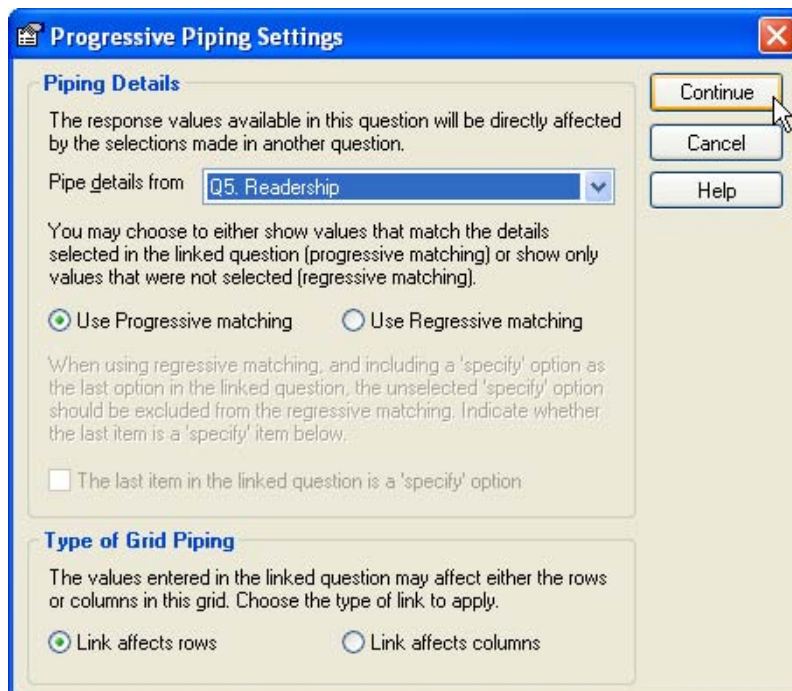 Progressive Piping Settings
Piping Details
The response values available in this question will be directly affected
by the selections made in another question.
Pipe details from
Q5. Readership
You may choose to either show values that match the details
selected in the linked question (progressive matching) or show only
values that were not selected (regressive matching).
Use Progressive matching
Use Regressive matching
When using regressive matching, and including a 'specify' option as
the last option in the linked question, the unselected 'specify' option
should be excluded from the regressive matching. Indicate whether
the last item is a 'specify' item below.
The last item in the linked question is a 'specify' option
Type of Grid Piping
The values entered in the linked question may affect either the rows
or columns in this grid. Choose the type of link to apply.
Link affects rows
Link affects columns
Continue
Cancel
Help